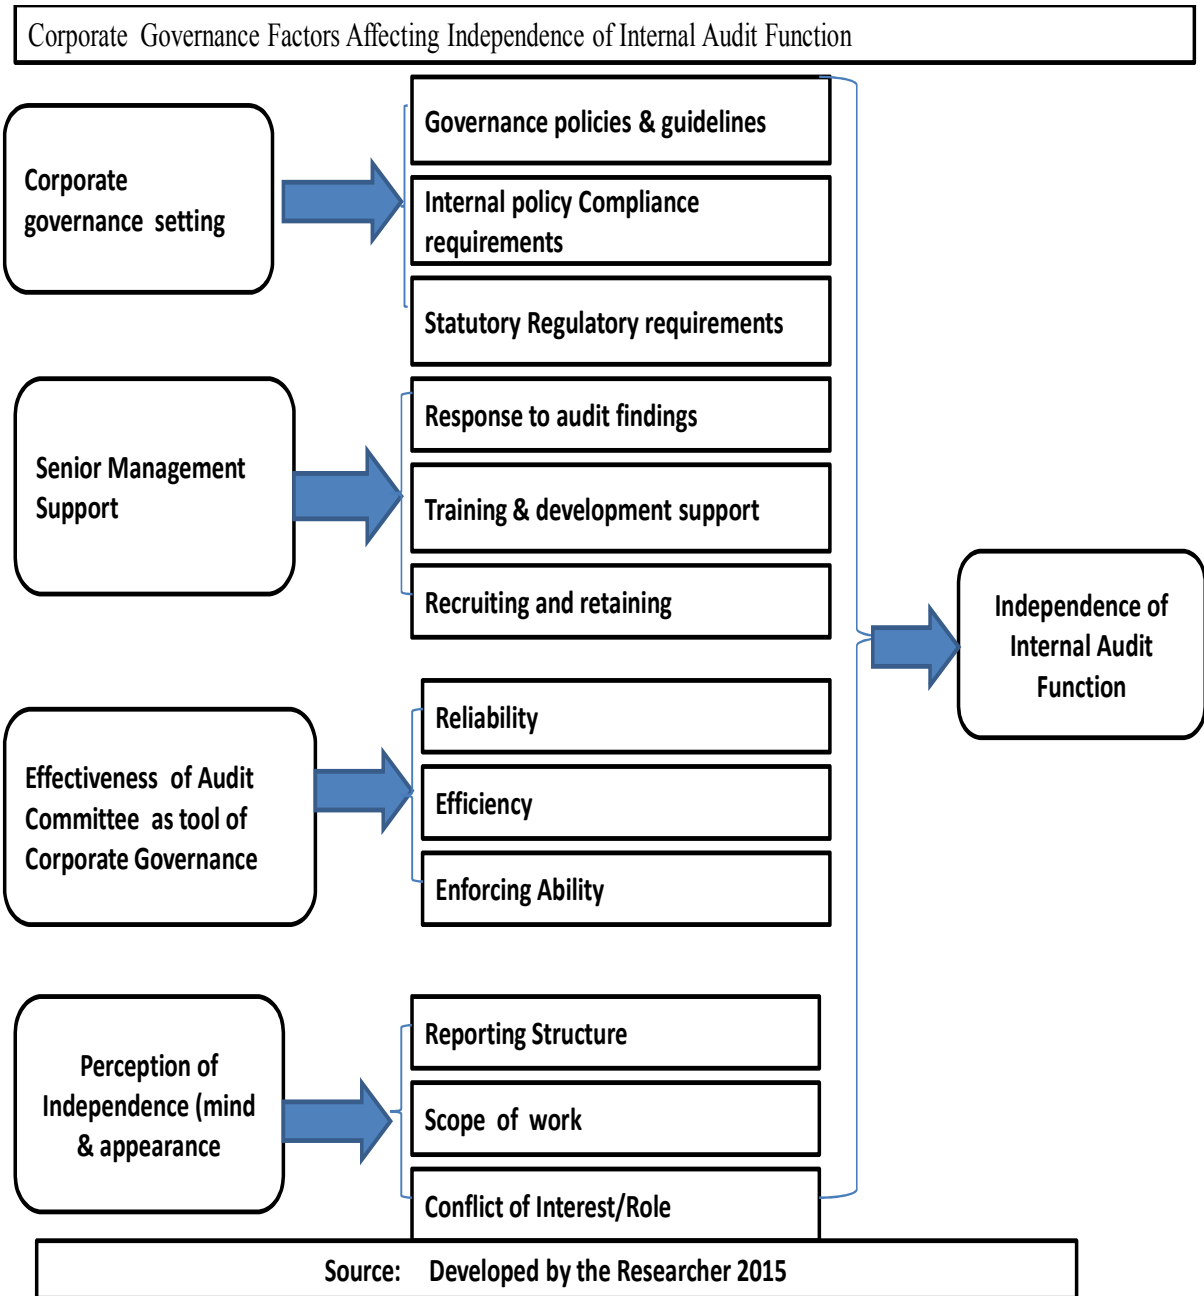 Corporate Governance Factors Affecting Independence of Internal Audit Function
Corporate
governance setting
Governance policies & guidelines
Internal policy Compliance
requirements
Statutory Regulatory requirements
Senior Management
Support
Response to audit findings
Training & development support
Recruiting and retaining
Effectiveness of Audit
Committee as tool of
Corporate Governance
Reliability
Efficiency
Enforcing Ability
Perception of
Independence (mind
& appearance
Reporting Structure
Scope of work
Conflict of Interest/Role
Independence of
Internal Audit
Function
Source: Developed by the Researcher 2015